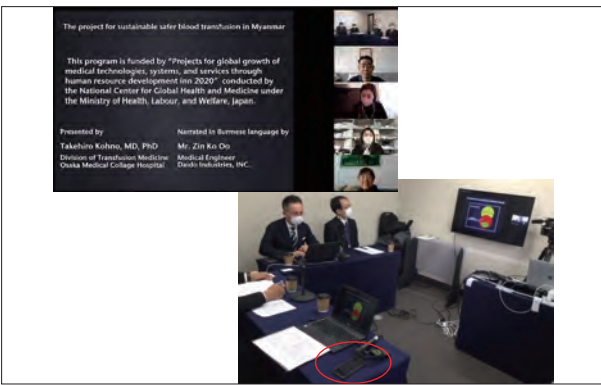 The project for sustainable safer blood transfusion in Myanmar
This program is funded by "Projects for global growth of
medical technologies, systems, and services through
human resource development inn 2020" conducted by
the National Center for Global Health and Medicine under
the Ministry of Health, Labour, and Welfare, Japan.
Presented by
Takehiro Kohno, MD, PhD
Division of Transfusion Medicine
Osaka Medical Collage Hospital
Narrated in Burmese language by
Mr. Zin Ko Oo
Medical Engineer
Daido Industries, INC.